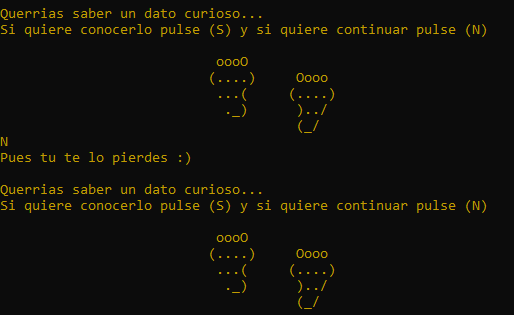 Querrias saber un dato curioso...
Si quiere conocerlo pulse (S) y si quiere continuar pulse (N)

                           oooO
                          (....)     Oooo
                           ...(     (....)
                            ._)      )../
                                     (_/
N
Pues tu te lo pierdes :)

Querrias saber un dato curioso...
Si quiere conocerlo pulse (S) y si quiere continuar pulse (N)

                           oooO
                          (....)     Oooo
                           ...(     (....)
                            ._)      )../
                                     (_/